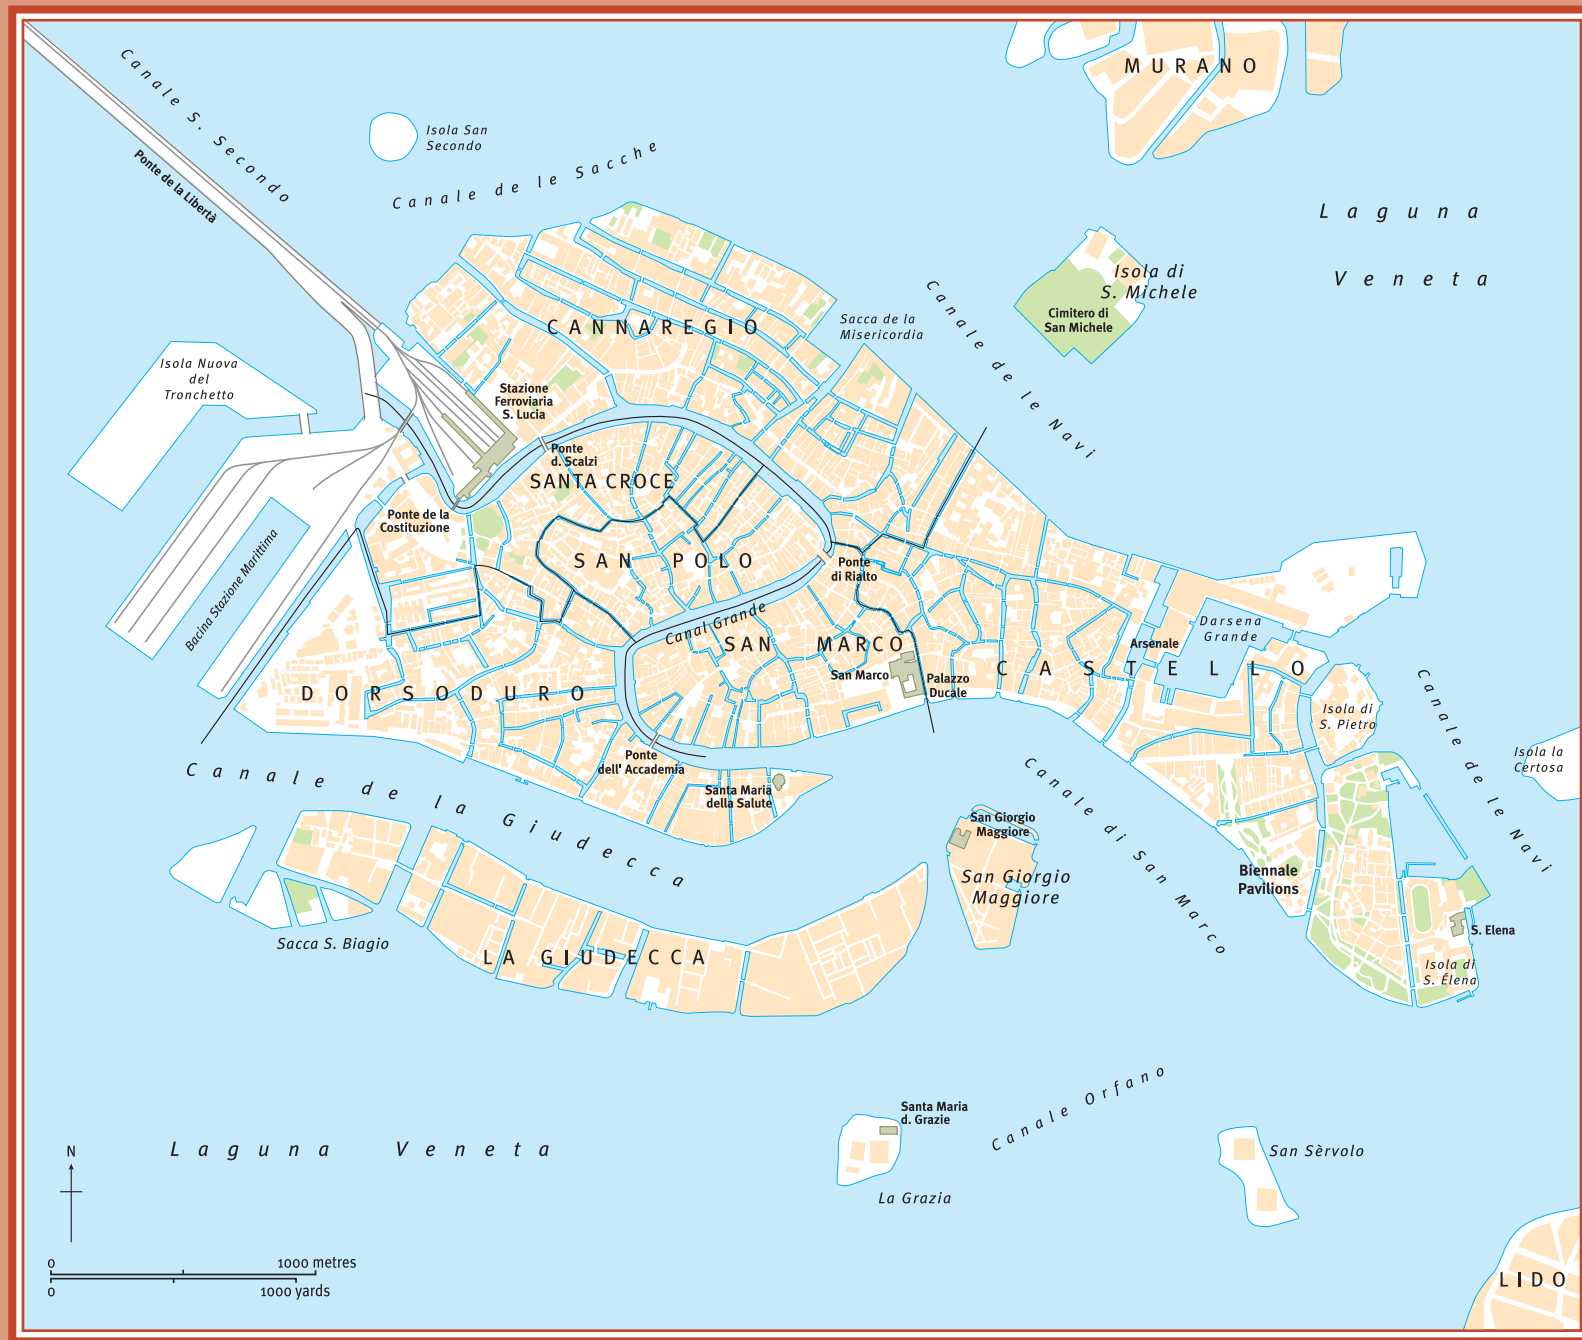 MURANO
Canale S. Secondo
Isola San
Secondo
Canale de le Sacche
Ponte de la Libertà
Laguna
Veneta
Isola di
S. Michele
Cimitero di
San Michele
Canale de le Navi
Sacca de la
Misericordia
CANNAREGIO
Isola Nuova
del
Tronchetto
Stazione
Ferroviaria
S. Lucia
Ponte
d. Scalzi
SANTA CROCE
Ponte de la
Costituzione
Bacina Stazione Marittima
SAN POLO
Ponte
di Rialto
Canal Grande
SAN MARCO
San Marco
Palazzo
Ducale
CASTELLO
Arsenale
Darsena
Grande
Isola di
S. Pietro
Canale de le Navi
Isola la
Certosa
DORSODURO
Ponte
dell' Accademia
Santa Maria
della Salute
Canale de la Giudecca
Canale di San Marco
San Giorgio
Maggiore
San Giorgio
Maggiore
Biennale
Pavilions
S. Elena
Isola di
S. Élena
Sacca S. Biagio
LA GIUDECCA
Canale Orfano
Santa Maria
d. Grazie
La Grazia
San Sèrvolo
Laguna Veneta
N
0 1000 metres
0 1000 yards
LIDO